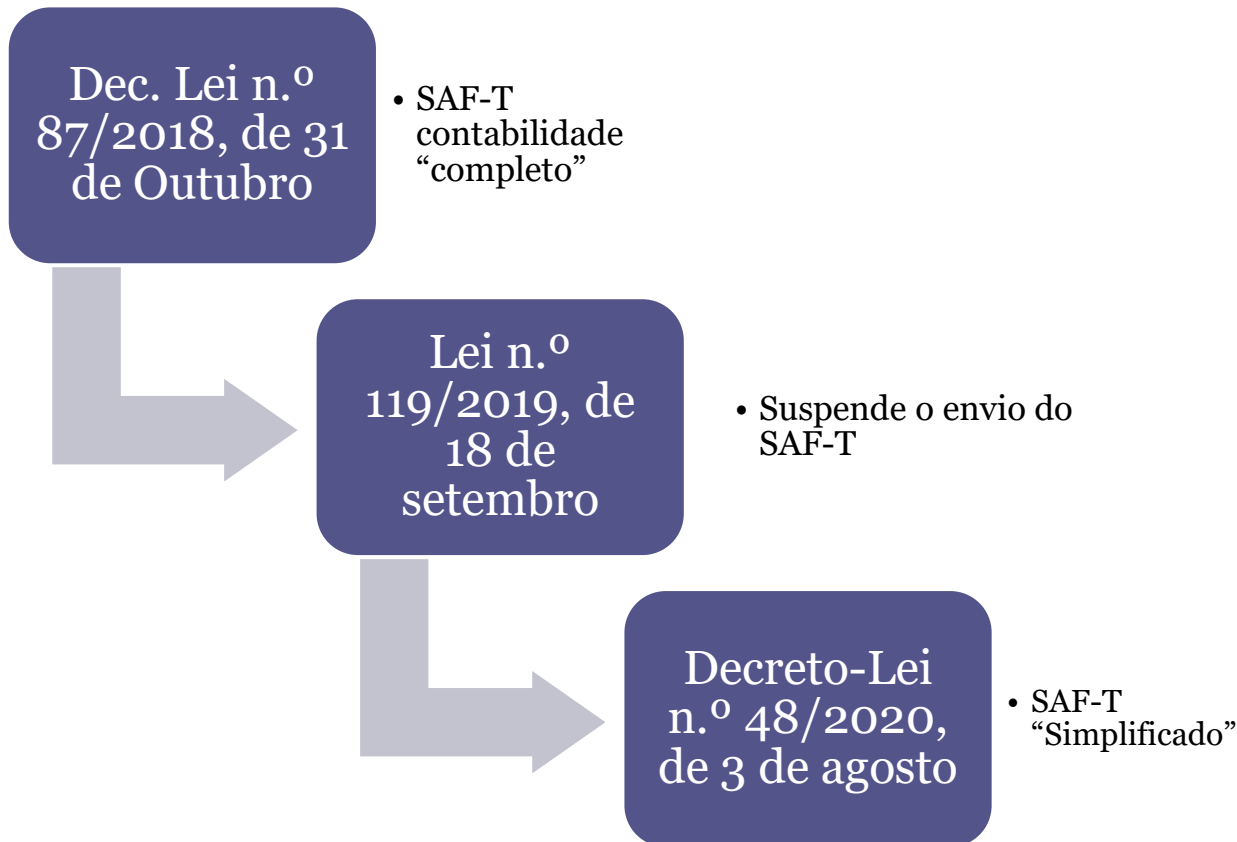 Dec. Lei n.º
87/2018, de 31
de Outubro
• SAF-T
contabilidade
“completo”
Lei n.º
119/2019, de
18 de
setembro
• Suspende o envio do
SAF-T
Decreto-Lei
n.º 48/2020,
de 3 de agosto
• SAF-T
“Simplificado”